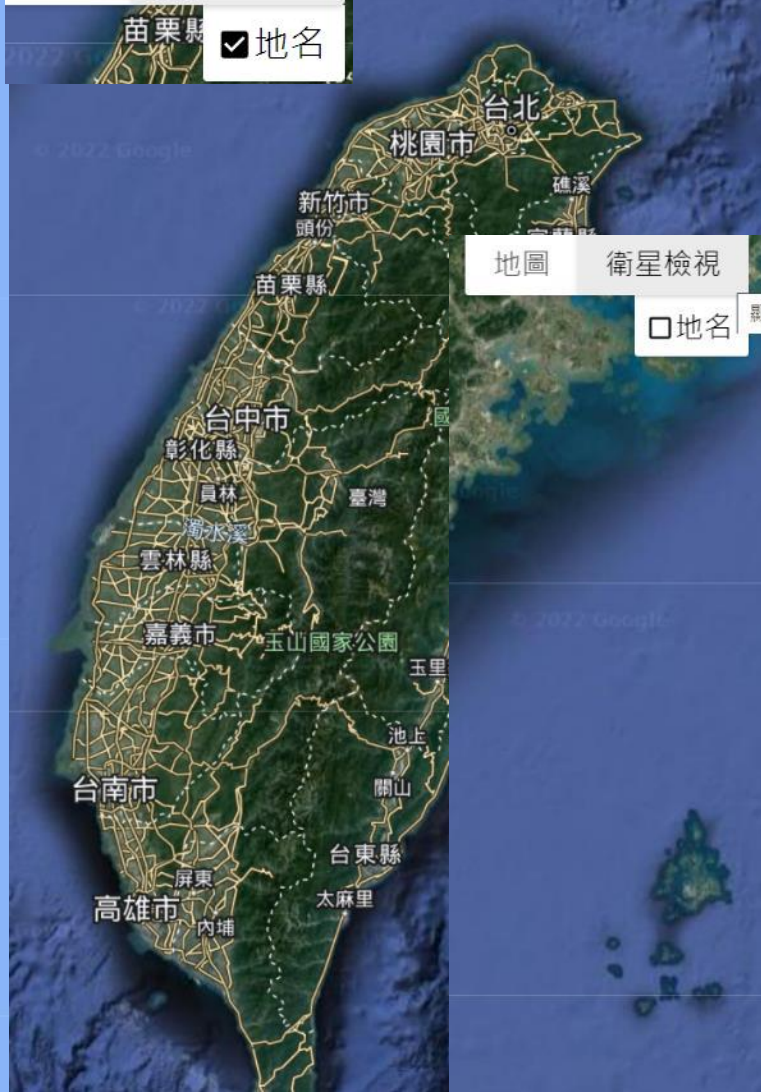 苗栗縣
地名
© 2022 Google
台北
桃園市
礁溪
新竹市
頭份
宜蘭縣
地圖 衛星檢視
苗栗縣
地名
台中市
彰化縣
員林
臺灣
濁水溪
雲林縣
© 2022 Google
嘉義市
玉山國家公園
玉里
池上
台南市
關山
台東縣
屏東
太麻里
高雄市
內埔